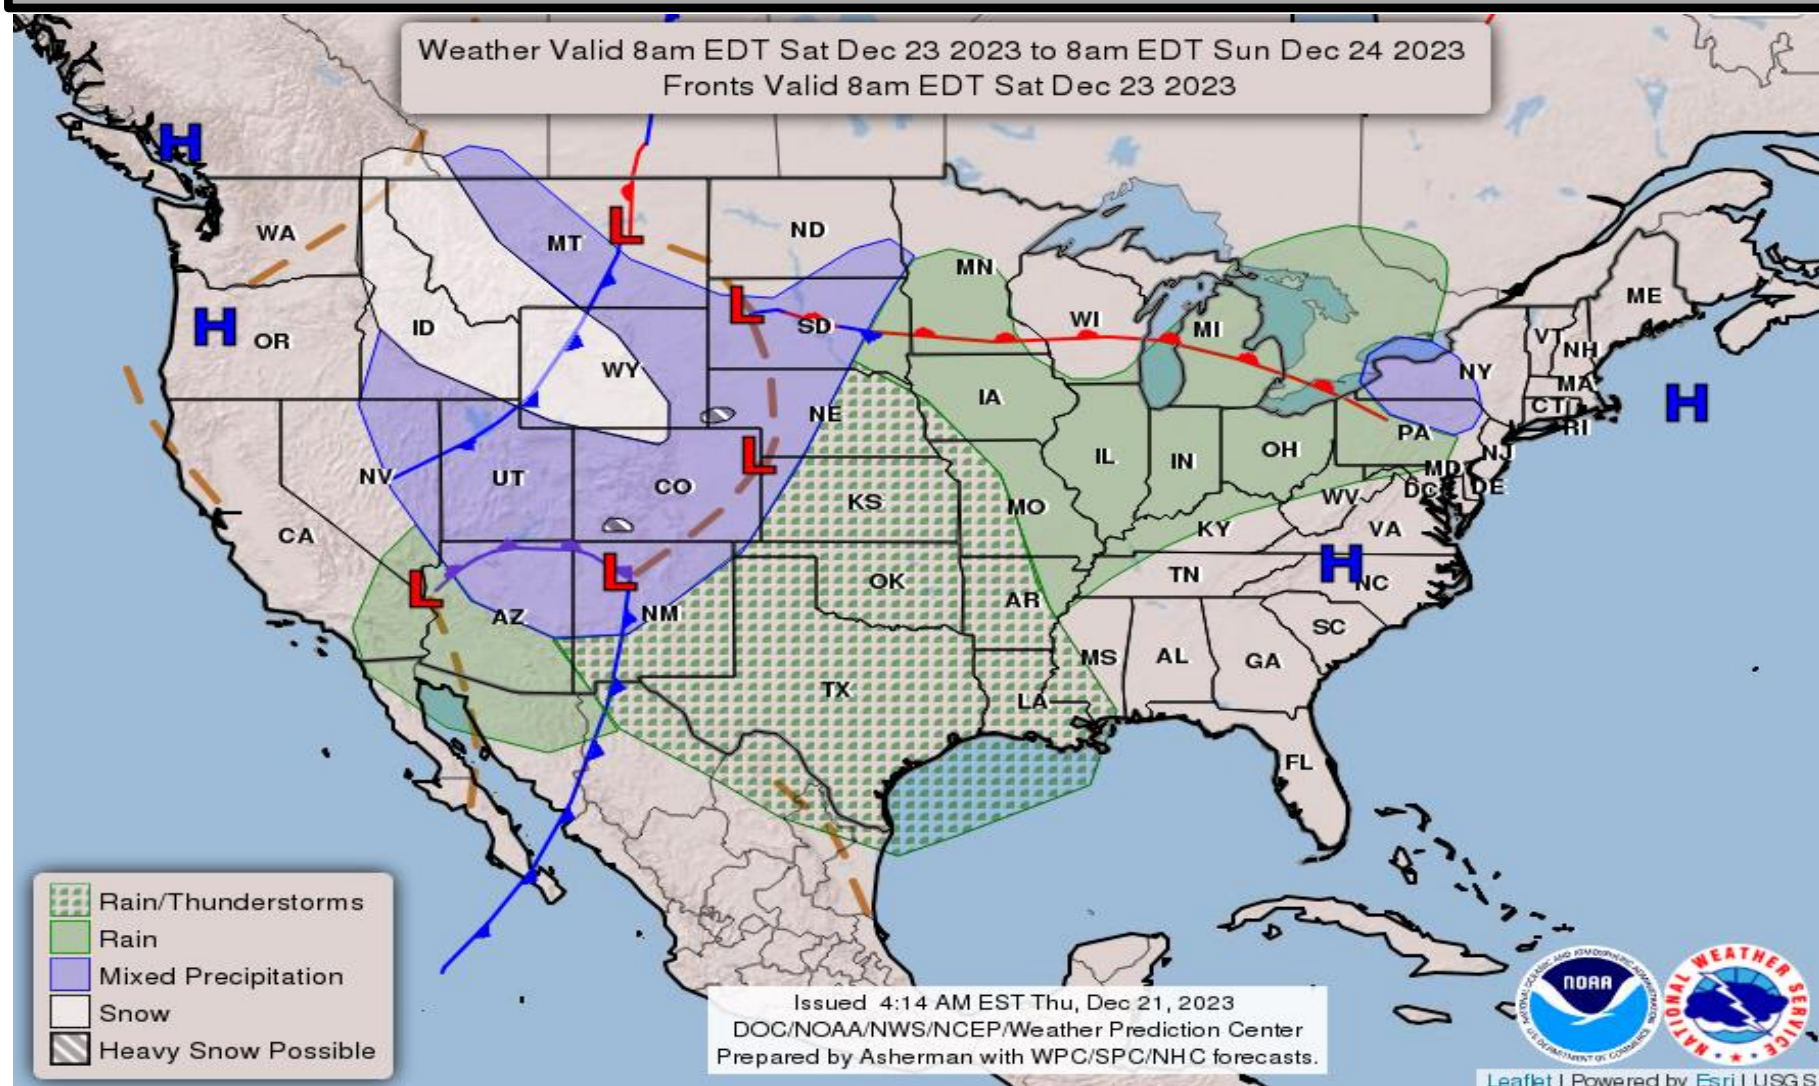 Weather Valid 8am EDT Sat Dec 23 2023 to 8am EDT Sun Dec 24 2023
Fronts Valid 8am EDT Sat Dec 23 2023
H
WA
MT
L
ND
MN
ME
H
OR
ID
L
SD
WI
MI
VT
NH
WY
NY
MA
H
NE
IA
CT
RI
PA
NV
UT
CO
L
KS
MO
IL
IN
OH
NJ
MD
DE
DC
WV
CA
KY
VA
L
AZ
L
NM
OK
AR
TN
H
NC
SC
TX
LA
MS
AL
GA
FL
Rain/Thunderstorms
Rain
Mixed Precipitation
Snow
Heavy Snow Possible
Issued 4:14 AM EST Thu, Dec 21, 2023
DOC/NOAA/NWS/NCEP/Weather Prediction Center
Prepared by Asherman with WPC/SPC/NHC forecasts.
NOAA
NATIONAL WEATHER SERVICE
Leaflet | Powered by Esri | USGS